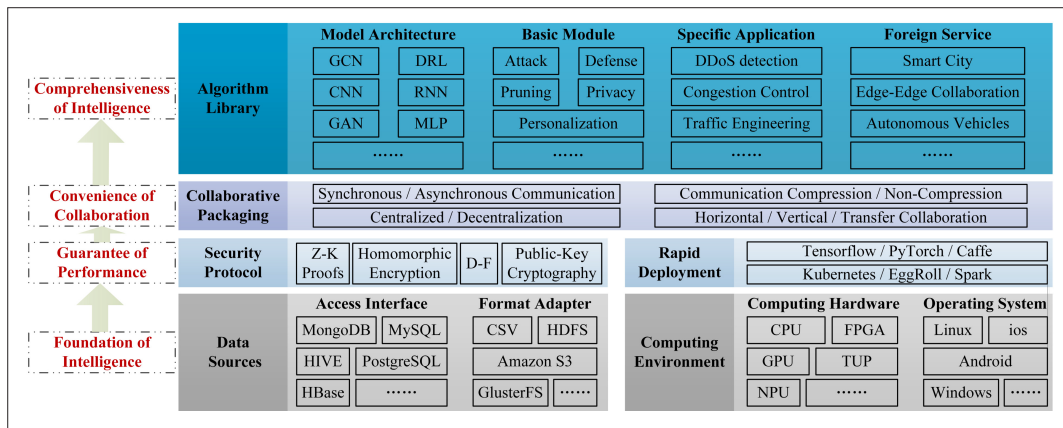 Comprehensiveness
of Intelligence
Algorithm
Library
Model Architecture
GCN DRL
CNN RNN
GAN MLP
……
Basic Module
Attack Defense
Pruning Privacy
Personalization
……
Specific Application
DDoS detection
Congestion Control
Traffic Engineering
……
Foreign Service
Smart City
Edge-Edge Collaboration
Autonomous Vehicles
……
Convenience of
Collaboration
Collaborative
Packaging
Synchronous / Asynchronous Communication
Centralized / Decentralization
Communication Compression / Non-Compression
Horizontal / Vertical / Transfer Collaboration
Guarantee of
Performance
Security
Protocol
Z-K
Proofs
Homomorphic
Encryption
D-F
Public-Key
Cryptography
Rapid
Deployment
Tensorflow / PyTorch / Caffe
Kubernetes / EggRoll / Spark
Foundation of
Intelligence
Data
Sources
Access Interface
MongoDB MySQL
HIVE PostgreSQL
HBase ……
Format Adapter
CSV HDFS
Amazon S3
GlusterFS ……
Computing
Environment
Computing Hardware
CPU FPGA
GPU TUP
NPU ……
Operating System
Linux ios
Android
Windows ……